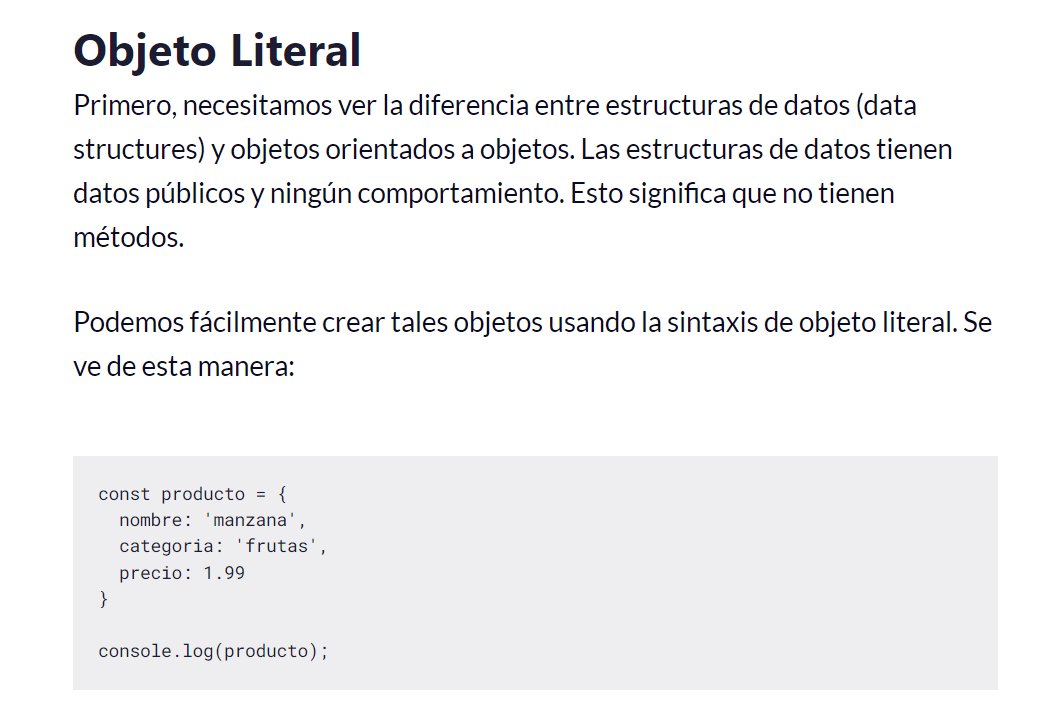 Objeto Literal
Primero, necesitamos ver la diferencia entre estructuras de datos (data
structures) y objetos orientados a objetos. Las estructuras de datos tienen
datos públicos y ningún comportamiento. Esto significa que no tienen
métodos.
Podemos fácilmente crear tales objetos usando la sintaxis de objeto literal. Se
ve de esta manera:
const producto = {
  nombre: 'manzana',
  categoria: 'frutas',
  precio: 1.99
}
console.log(producto);